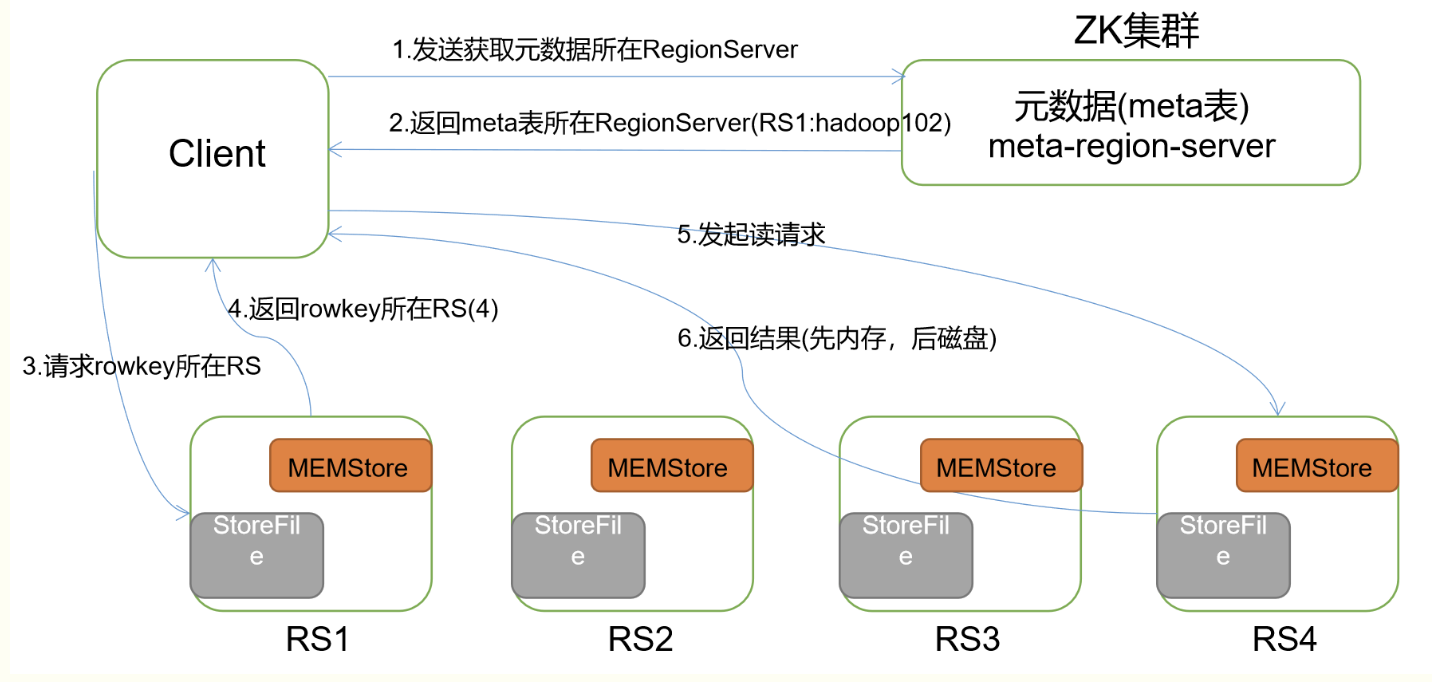 ZK集群
1.发送获取元数据所在RegionServer
元数据(meta表)
meta-region-server
2.返回meta表所在RegionServer(RS1:hadoop102)
Client
5.发起读请求
4.返回rowkey所在RS(4)
6.返回结果(先内存，后磁盘)
3.请求rowkey所在RS
MEMStore
StoreFil
e
RS1
MEMStore
StoreFil
e
RS2
MEMStore
StoreFil
e
RS3
MEMStore
StoreFil
e
RS4